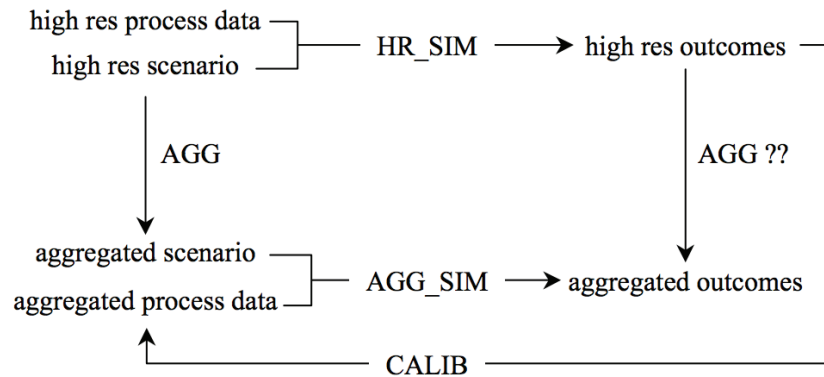 high res process data
high res scenario
HR_SIM
high res outcomes
AGG
AGG ??
aggregated scenario
aggregated process data
AGG_SIM
aggregated outcomes
CALIB